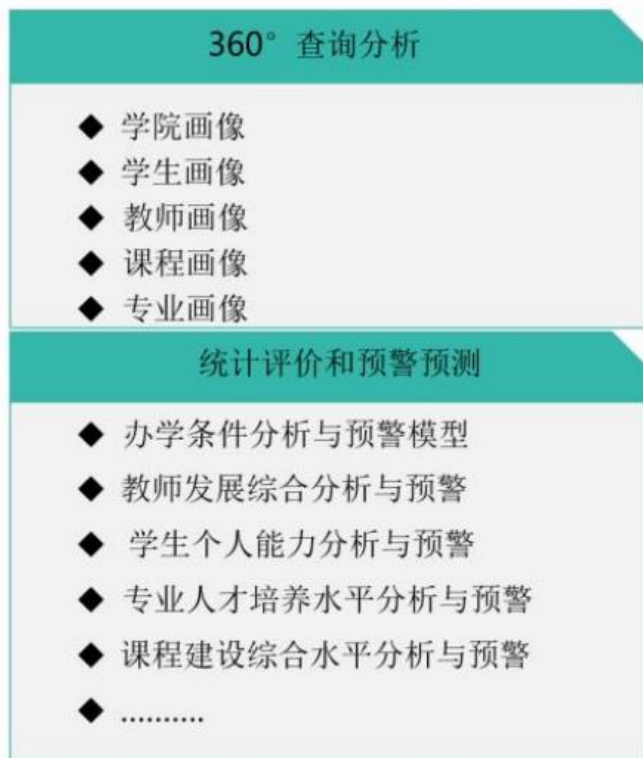 360° 查询分析
◆ 学院画像
◆ 学生画像
◆ 教师画像
◆ 课程画像
◆ 专业画像
统计评价和预警预测
◆ 办学条件分析与预警模型
◆ 教师发展综合分析与预警
◆ 学生个人能力分析与预警
◆ 专业人才培养水平分析与预警
◆ 课程建设综合水平分析与预警
◆ ..........